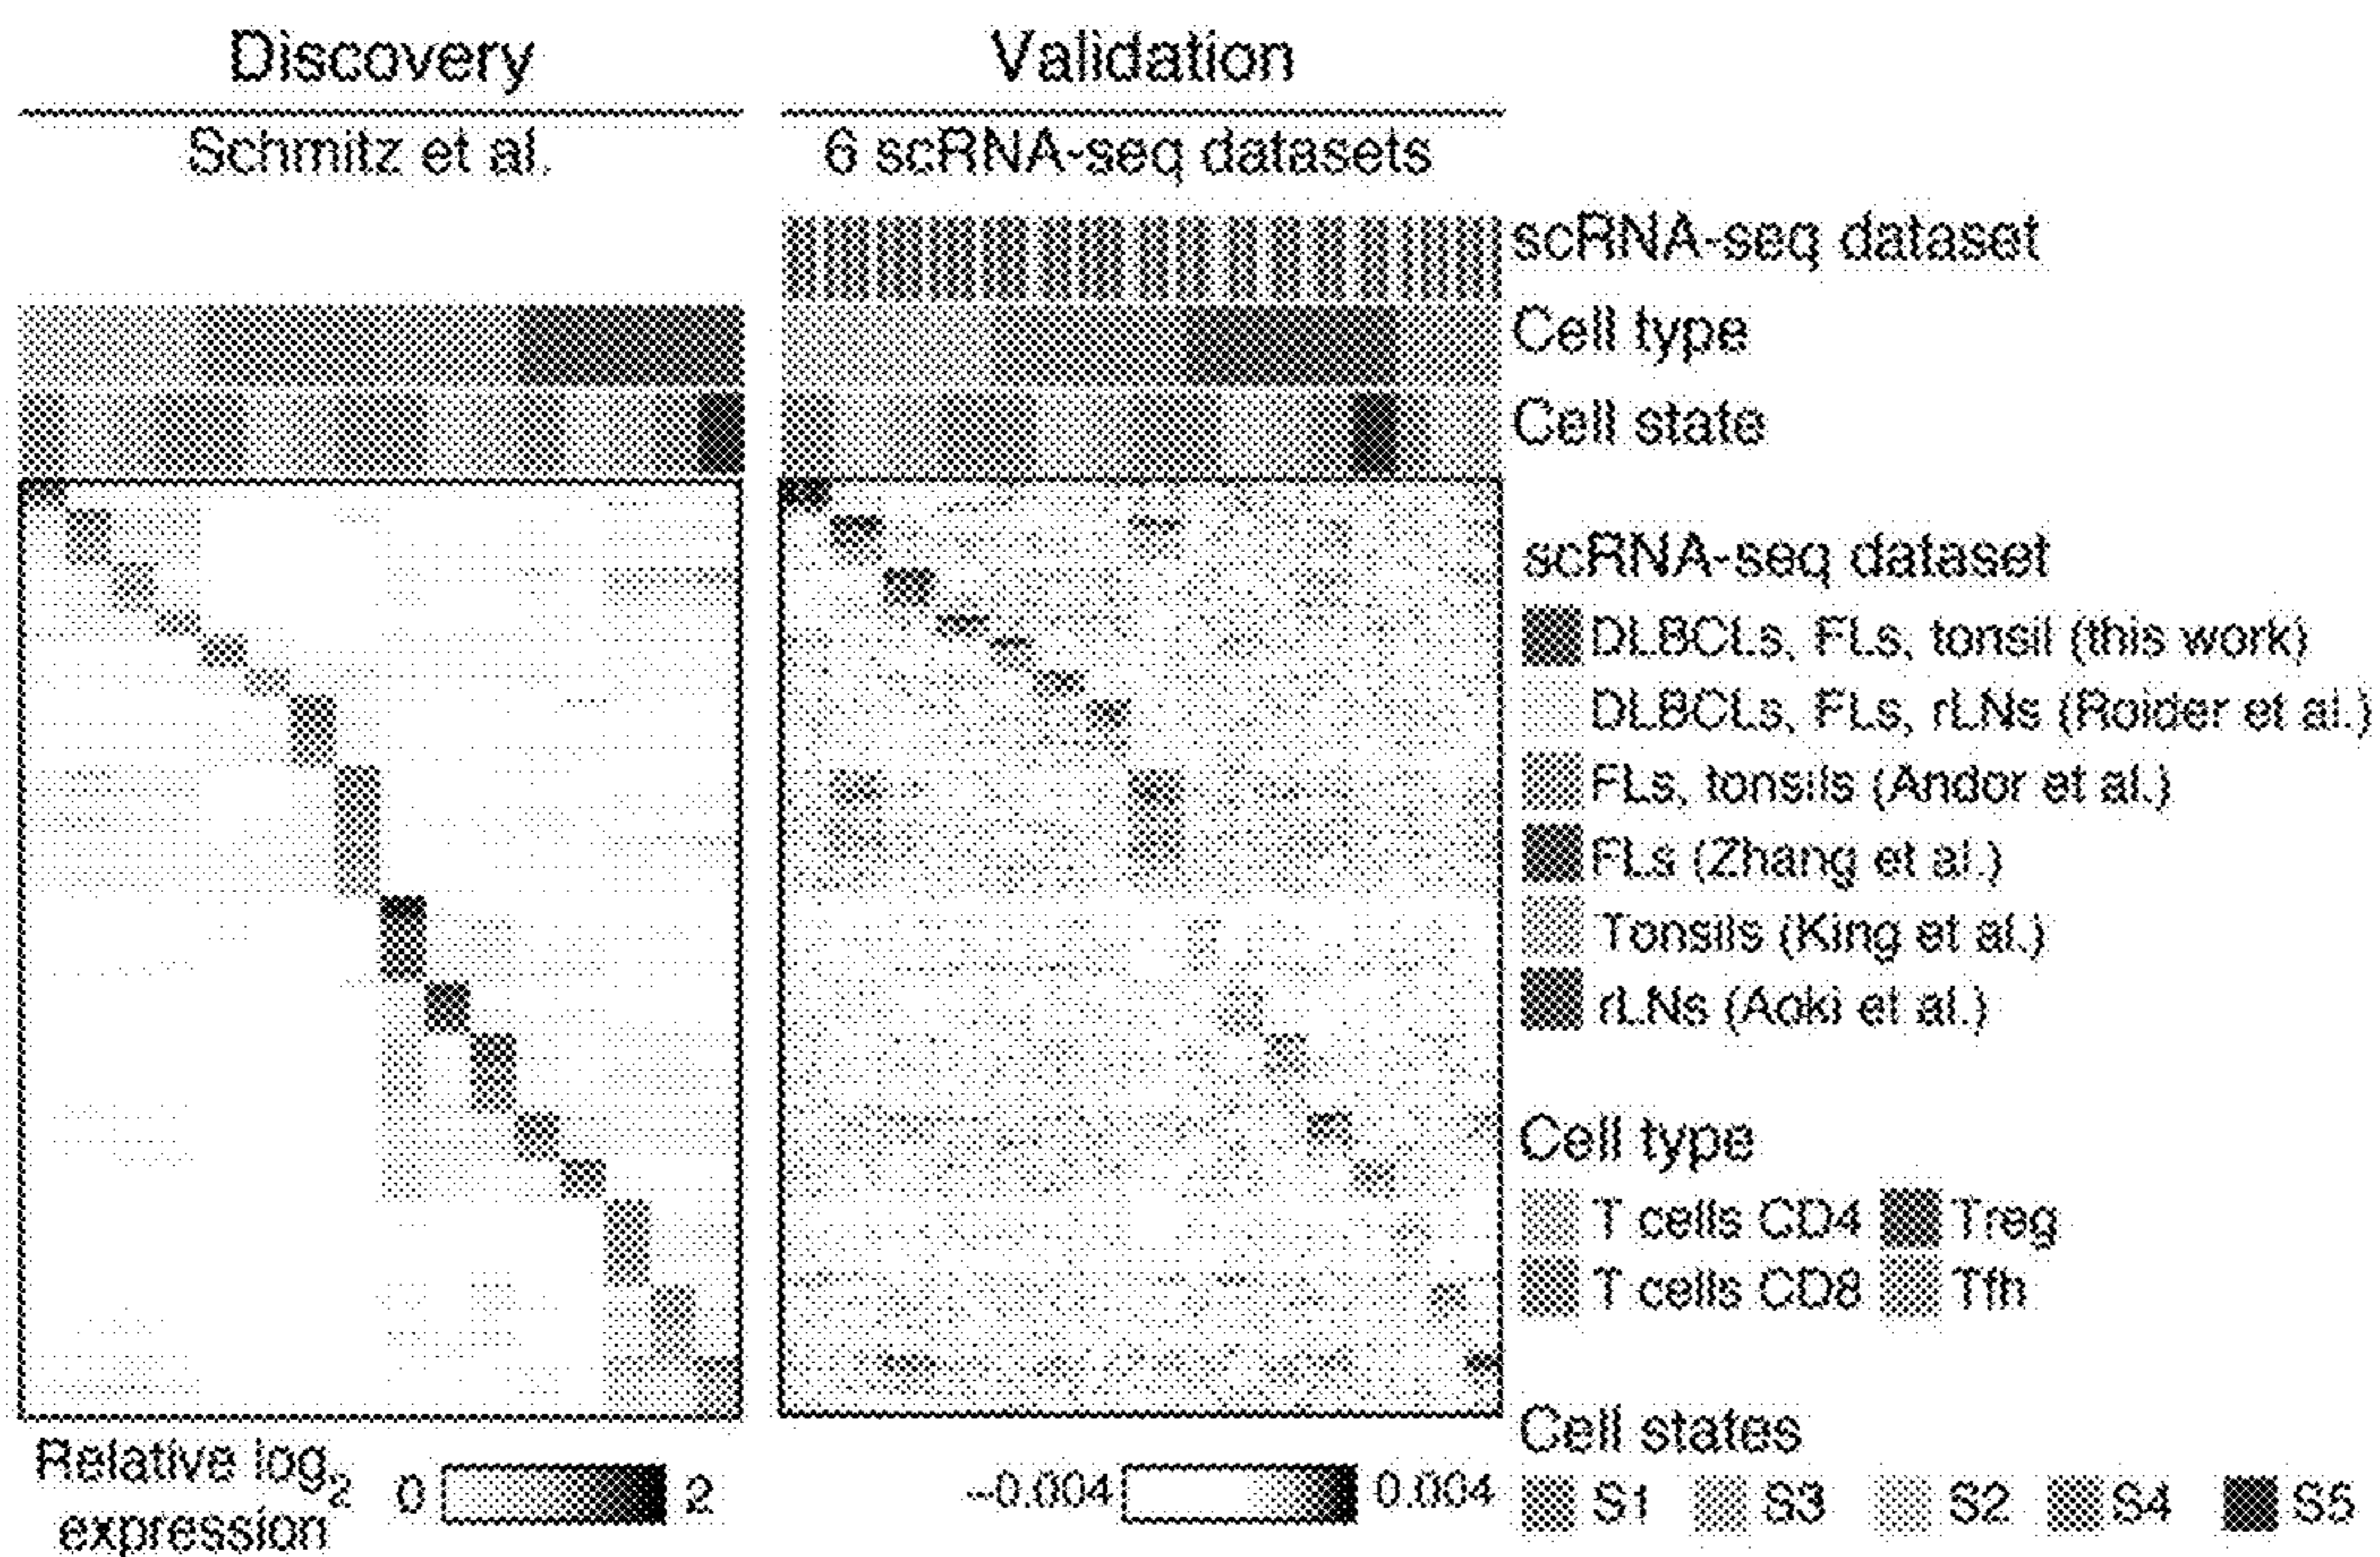 Discovery
Validation
Schmitz et al.
6 scRNA-seq datasets
scRNA-seq dataset
Cell type
Cell state
scRNA-seq dataset
DLBCLs, FLs, tonsil (this work)
DLBCLs, FLs, rLNs (Roider et al.)
FLs, tonsils (Andor et al.)
FLs (Zhang et al.)
Tonsils (King et al.)
rLNs (Aoki et al.)
Cell type
T cells CD4 Treg
T cells CD8 Tfh
Cell states
S1 S3 S2 S4 S5
Relative log2
expression
0 2
-0.004 0.004